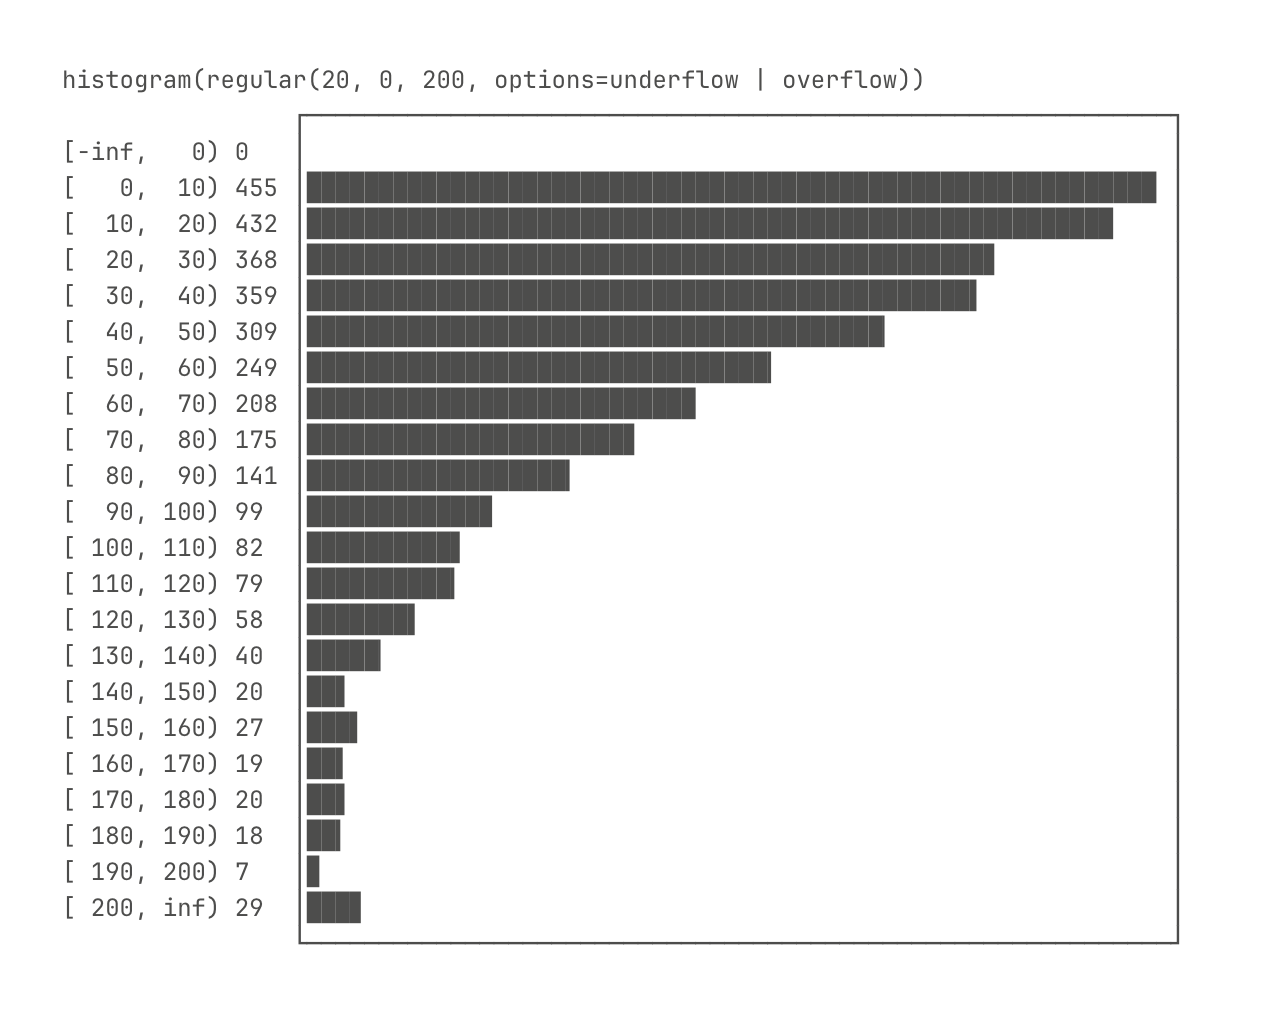 histogram(regular(20, 0, 200, options=underflow | overflow))
[-inf,   0) 0
[   0,  10) 455
[  10,  20) 432
[  20,  30) 368
[  30,  40) 359
[  40,  50) 309
[  50,  60) 249
[  60,  70) 208
[  70,  80) 175
[  80,  90) 141
[  90, 100) 99
[ 100, 110) 82
[ 110, 120) 79
[ 120, 130) 58
[ 130, 140) 40
[ 140, 150) 20
[ 150, 160) 27
[ 160, 170) 19
[ 170, 180) 20
[ 180, 190) 18
[ 190, 200) 7
[ 200, inf) 29